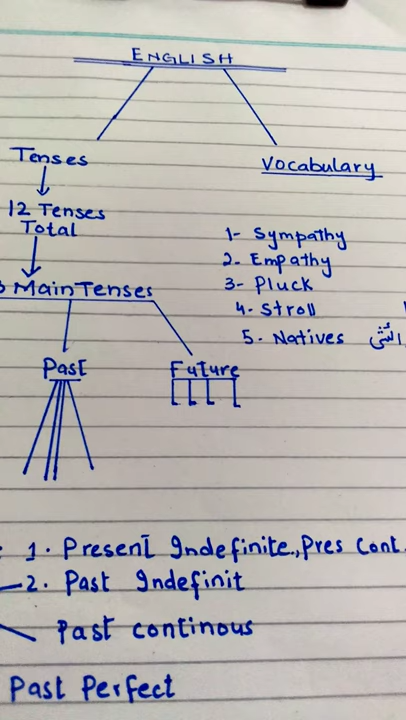 ENGLISH
Tenses
Vocabulary
12 Tenses
Total
1- Sympathy
2. Empathy
3- Pluck
4- Stroll
5. Natives
3 Main Tenses
Past
Future
1. Present Indefinite., Pres Cont.
2. Past Indefinit
Past continous
Past Perfect